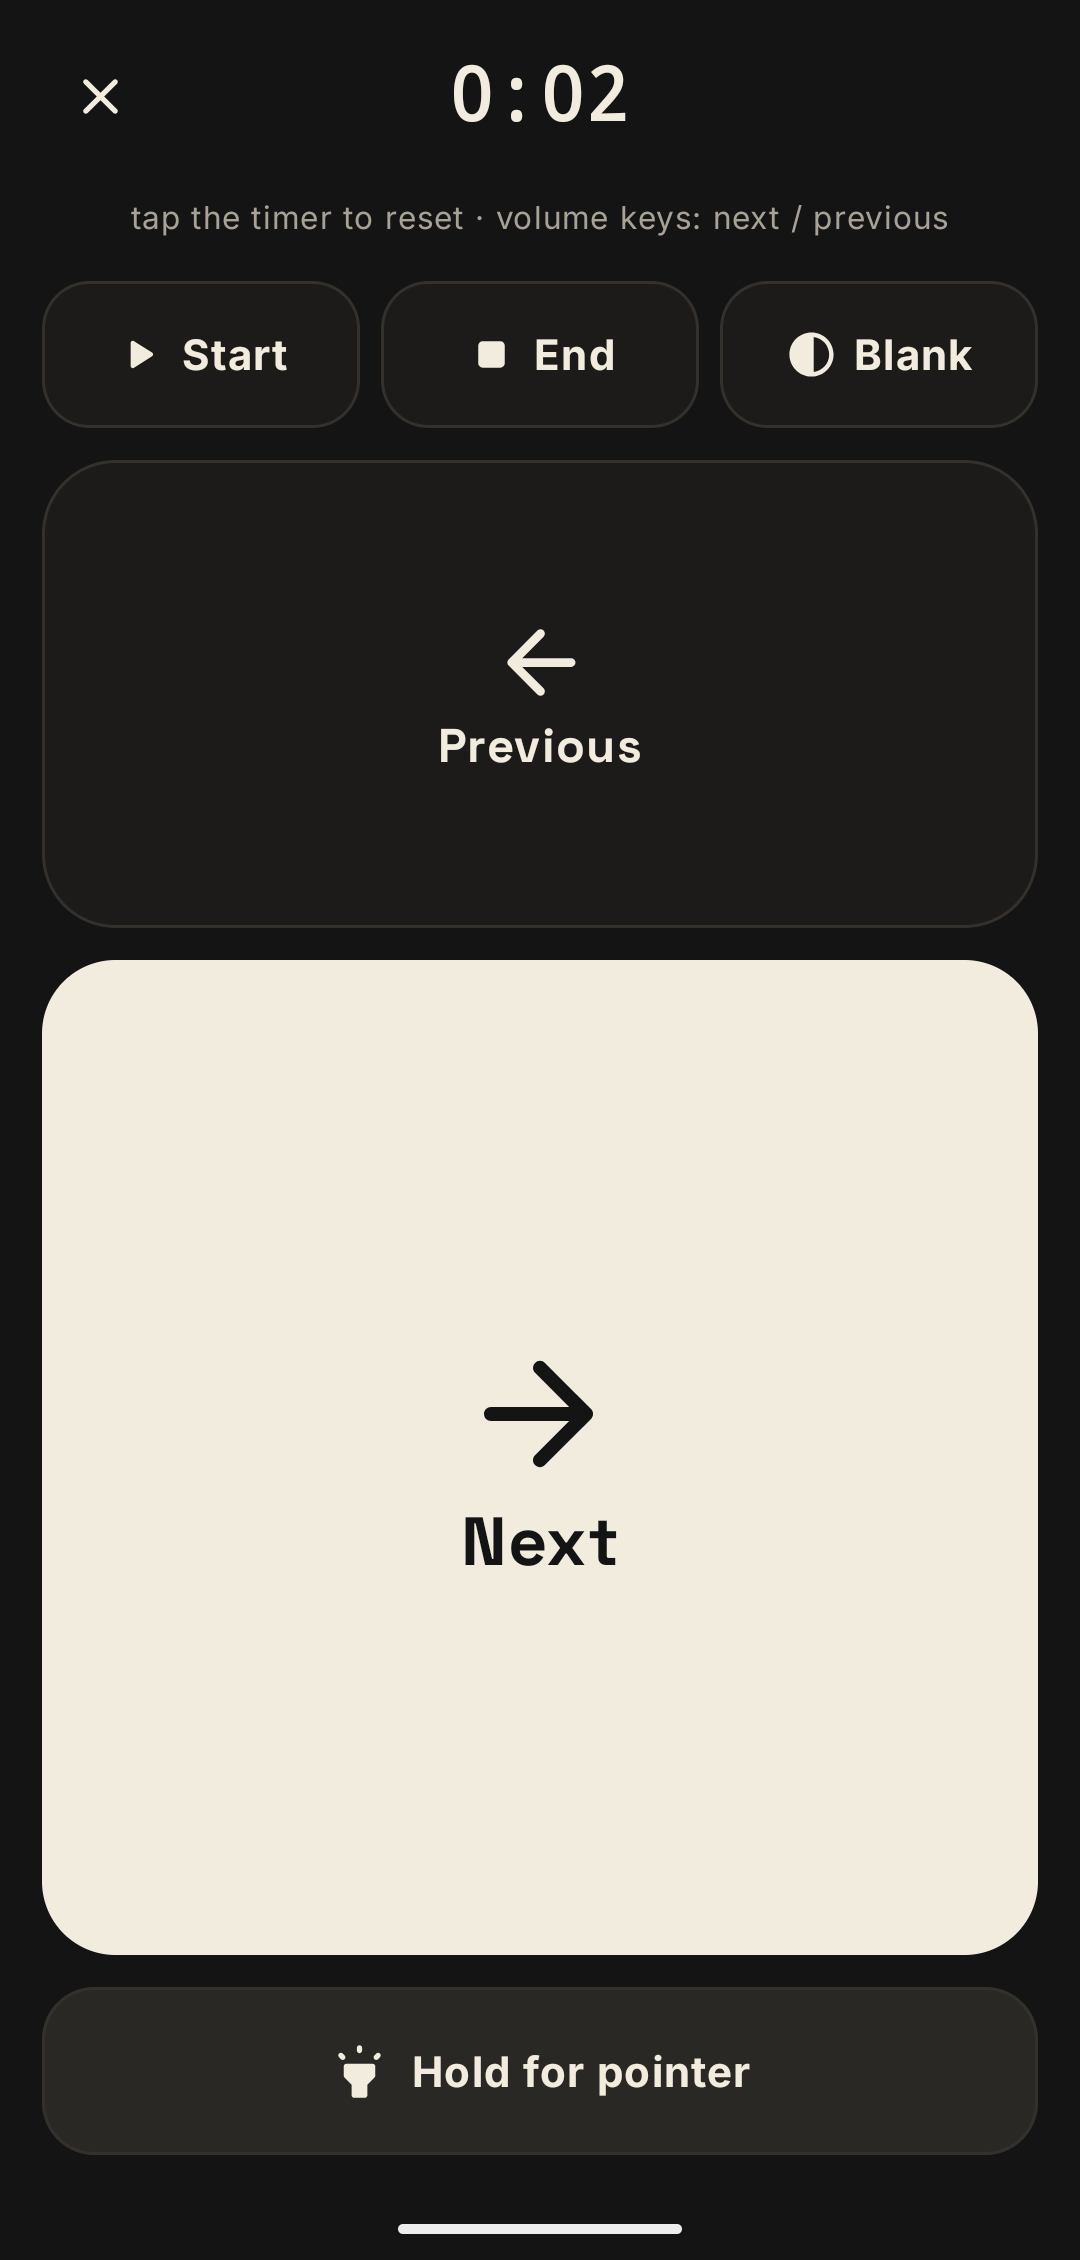 0:02
tap the timer to reset · volume keys: next / previous
Start
End
Blank
Previous
Next
Hold for pointer